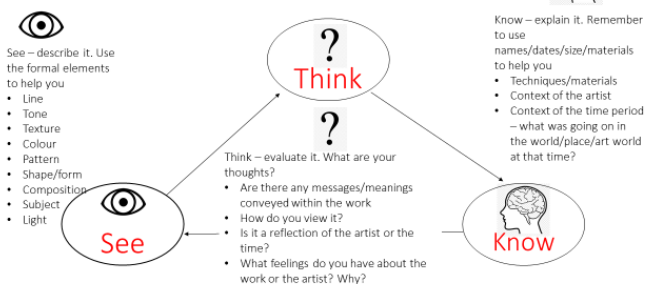 See – describe it. Use
the formal elements
to help you
• Line
• Tone
• Texture
• Colour
• Pattern
• Shape/form
• Composition
• Subject
• Light
See
?
Think
?
Think – evaluate it. What are your
thoughts?
• Are there any messages/meanings
conveyed within the work
• How do you view it?
• Is it a reflection of the artist or the
time?
• What feelings do you have about the
work or the artist? Why?
Know – explain it. Remember
to use
names/dates/size/materials
to help you
• Techniques/materials
• Context of the artist
• Context of the time period
– what was going on in
the world/place/art world
at that time?
Know